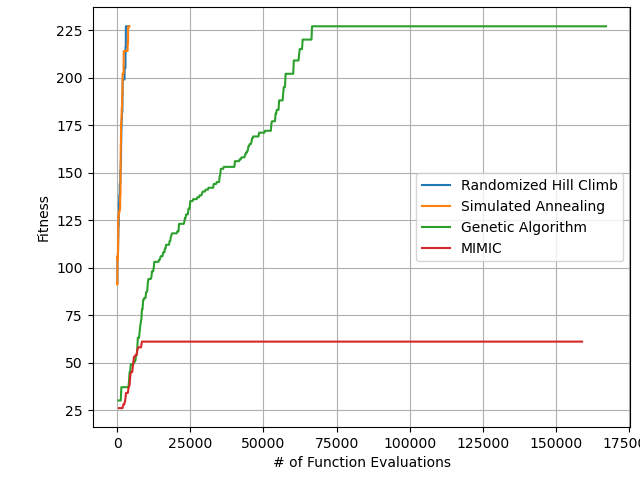 225
200
175
150
125
100
75
50
25
Fitness
Randomized Hill Climb
Simulated Annealing
Genetic Algorithm
MIMIC
0 25000 50000 75000 100000 125000 150000 17500
# of Function Evaluations